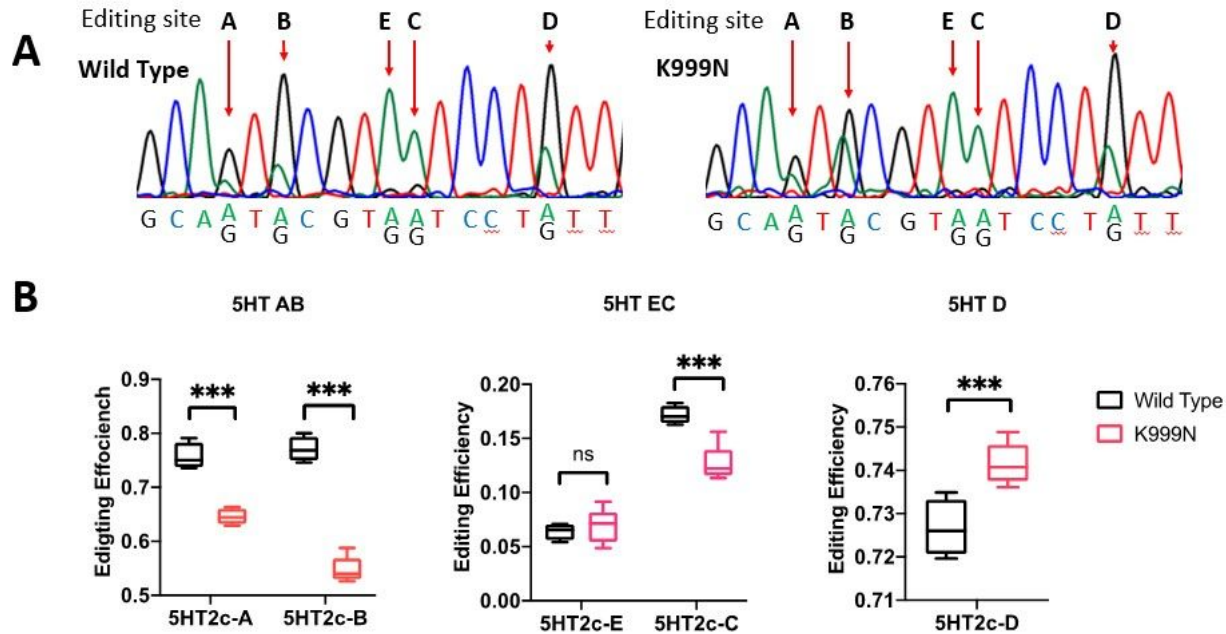 A
Editing site A B E C D
Wild Type
G C A A T A C G T A A T C C T A T T
G G G G G
Editing site A B E C D
K999N
G C A A T A C G T A A T C C T A T T
G G G G G
B
5HT AB
Edigting Effociench
0.9
0.8
0.7
0.6
0.5
***
***
5HT2c-A
5HT2c-B
5HT EC
Editing Efficiency
0.20
0.15
0.10
0.05
0.00
ns
***
5HT2c-E
5HT2c-C
5HT D
Editing Efficiency
0.76
0.75
0.74
0.73
0.72
0.71
***
5HT2c-D
Wild Type
K999N